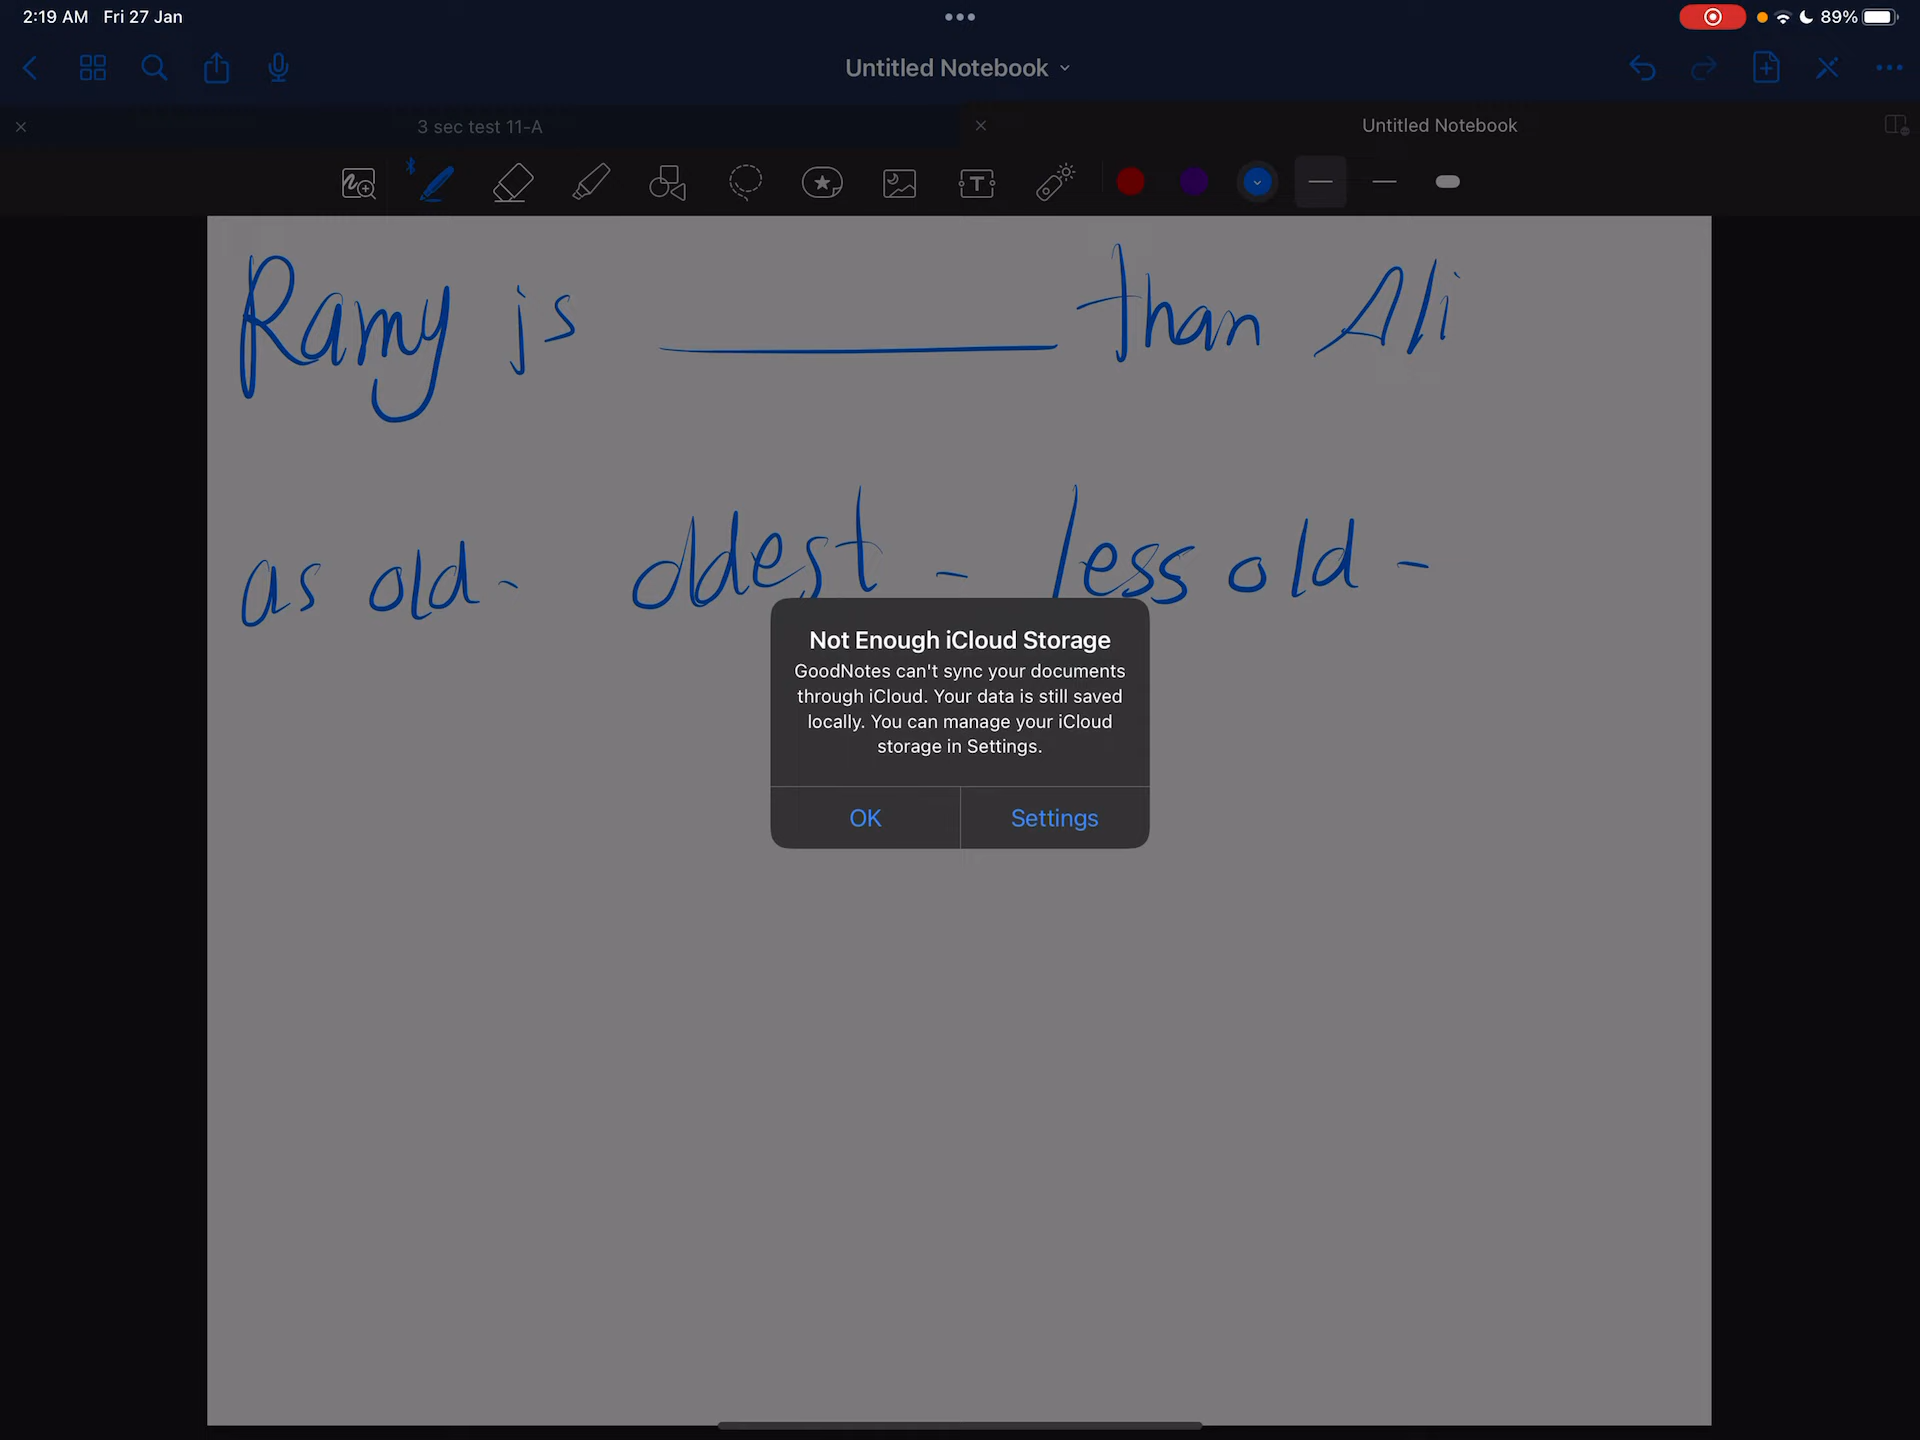 2:19 AM Fri 27 Jan
89%
Untitled Notebook
3 sec test 11-A
Untitled Notebook
Ramy is than Ali
as old - oldest - less old -
Not Enough iCloud Storage
GoodNotes can't sync your documents
through iCloud. Your data is still saved
locally. You can manage your iCloud
storage in Settings.
OK Settings